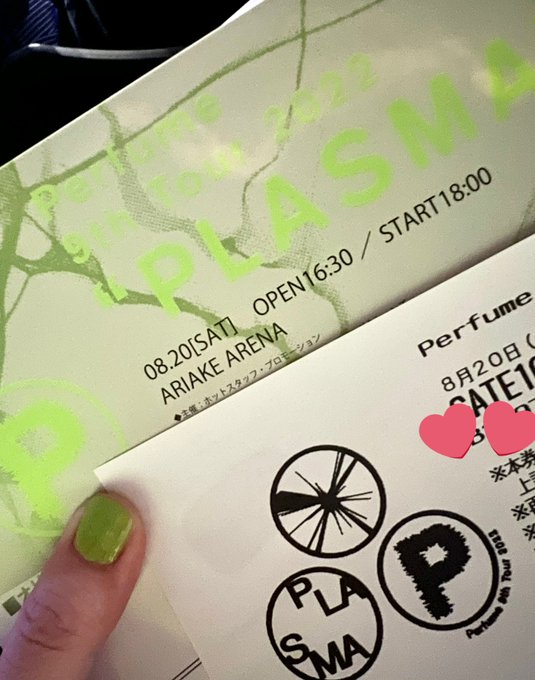 Perfume
9th Tour 2022
"PLASMA
08.20[SAT] OPEN16:30 / START18:00
ARIAKE ARENA
◆主催:ホットスタッフ・プロモーション
P
Perfume
8月20日(
GATE1
※本券
上
※再
※
PLA
SMA
P
Perfume 9th Tour 2022